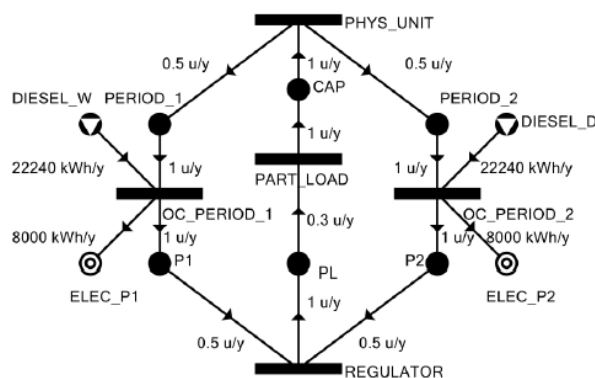 PHYS_UNIT
0.5 u/y
1 u/y
0.5 u/y
CAP
DIESEL_W
PERIOD_1
PERIOD_2
DIESEL_D
1 u/y
22240 kWh/y
1 u/y
1 u/y
22240 kWh/y
PART_LOAD
OC_PERIOD_1
OC_PERIOD_2
8000 kWh/y
1 u/y
0.3 u/y
1 u/y
8000 kWh/y
P1
PL
P2
ELEC_P1
ELEC_P2
1 u/y
0.5 u/y
0.5 u/y
REGULATOR